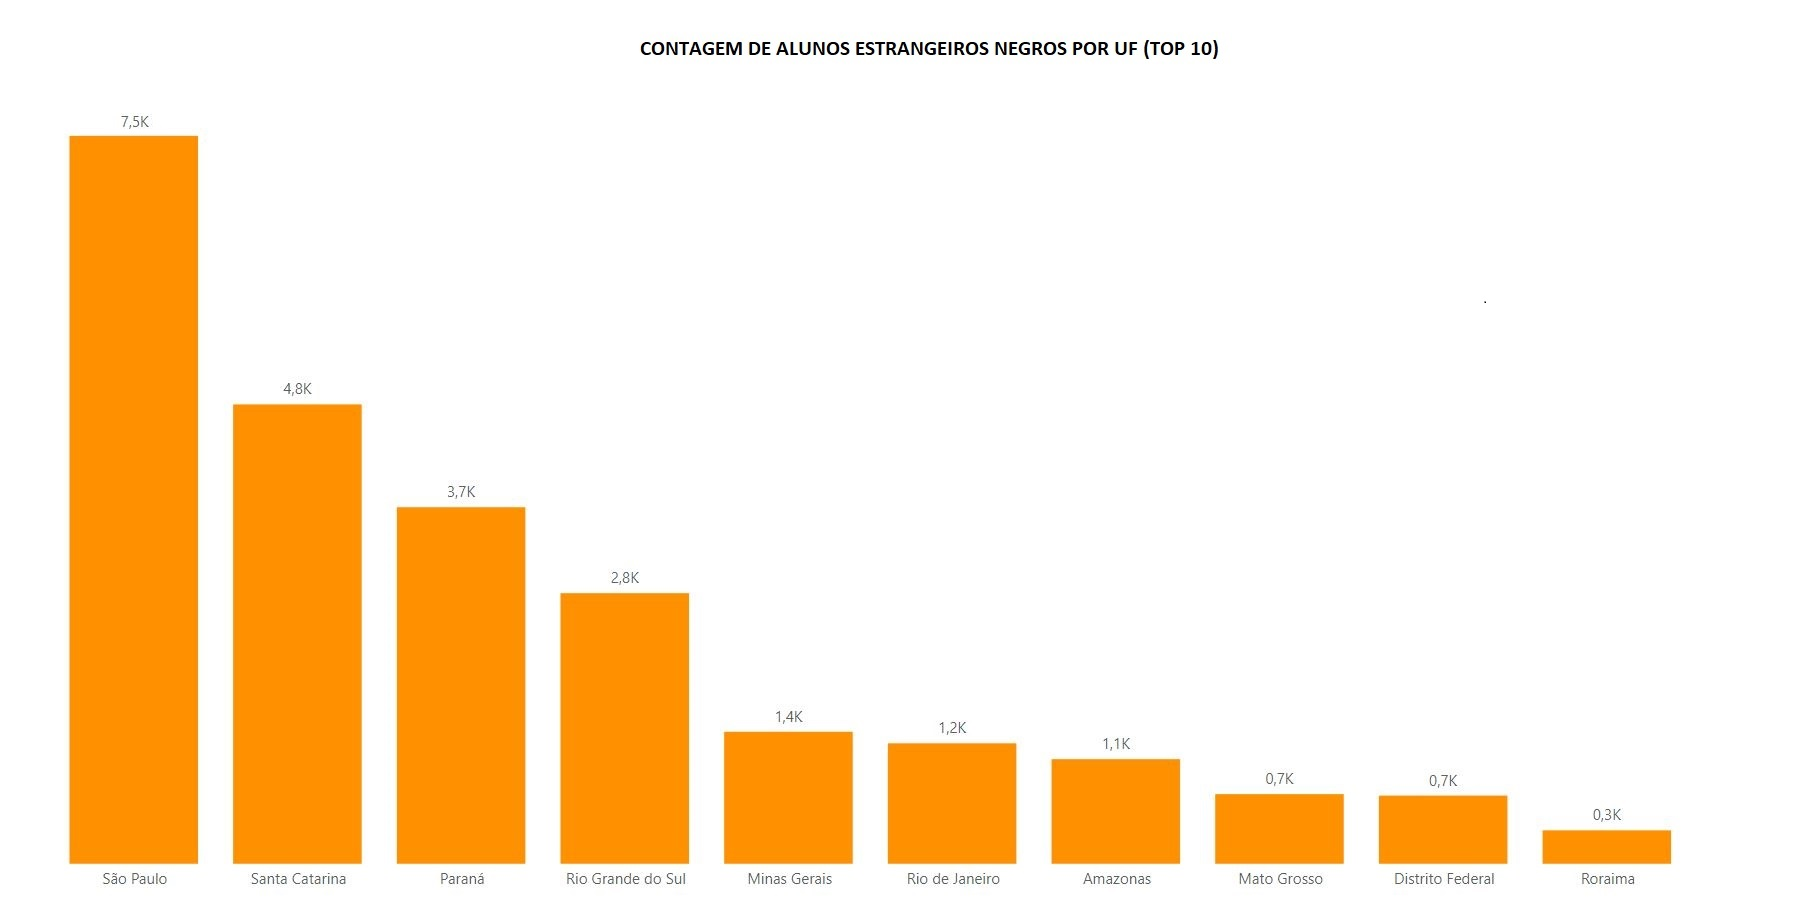 CONTAGEM DE ALUNOS ESTRANGEIROS NEGROS POR UF (TOP 10)
7,5K
4,8K
3,7K
2,8K
1,4K
1,2K
1,1K
0,7K
0,7K
0,3K
São Paulo
Santa Catarina
Paraná
Rio Grande do Sul
Minas Gerais
Rio de Janeiro
Amazonas
Mato Grosso
Distrito Federal
Roraima